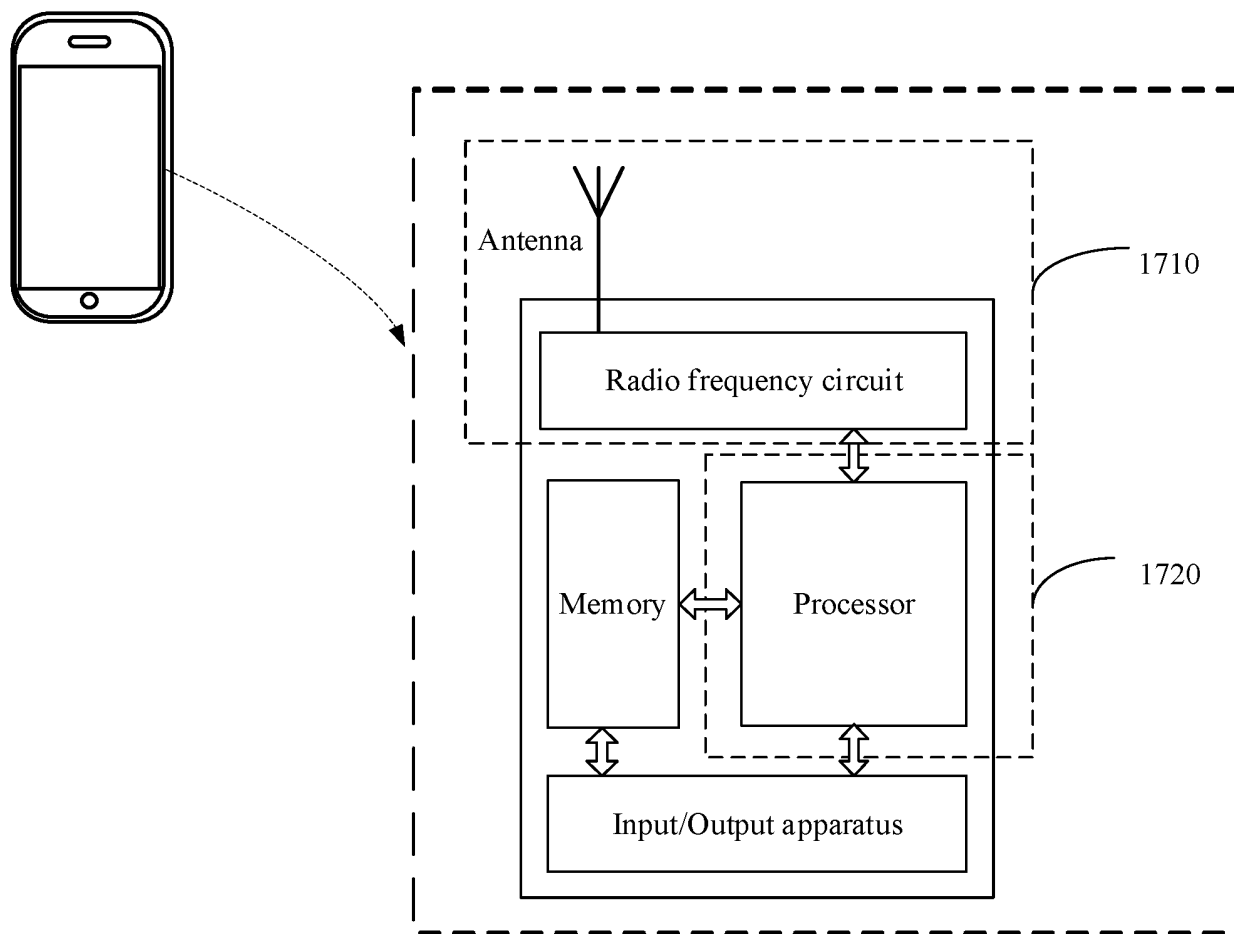 Antenna
1710
Radio frequency circuit
1720
Memory
Processor
Input/Output apparatus